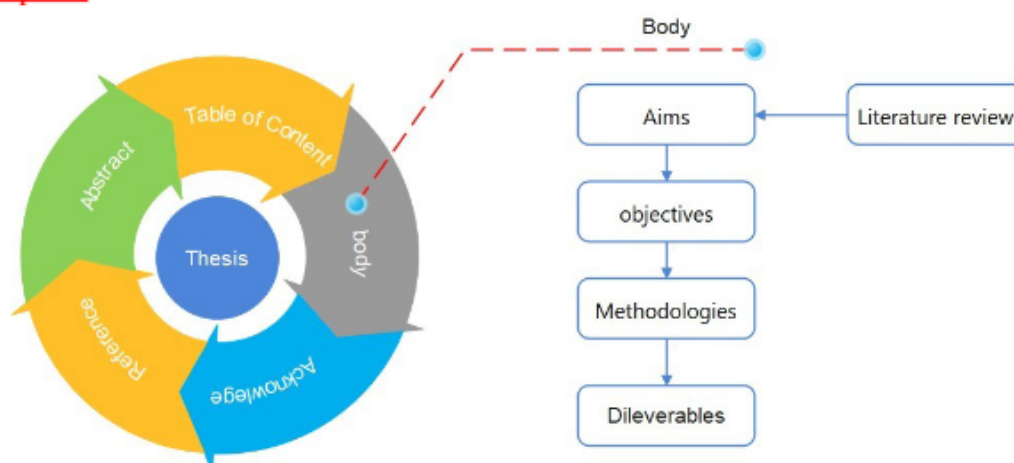 Body
Table of Content
Abstract
body
Thesis
Reference
Acknowlege
Aims
Literature review
objectives
Methodologies
Dileverables